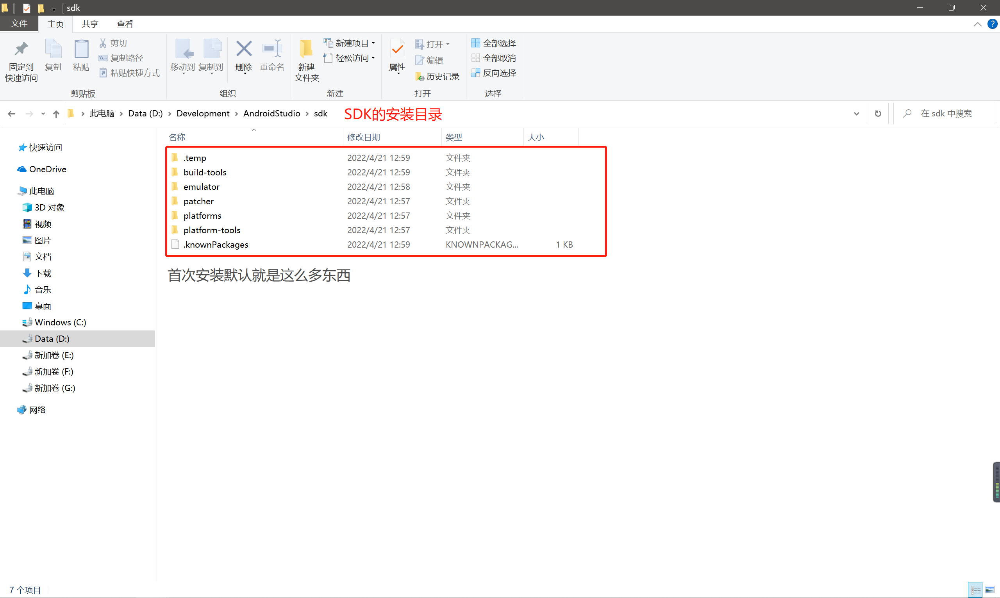 sdk
文件 主页 共享 查看
固定到
快速访问
复制
粘贴
剪切
复制路径
粘贴快捷方式
剪贴板
移动到
复制到
删除
重命名
组织
新建
文件夹
新建项目
轻松访问
新建
属性
打开
编辑
历史记录
打开
全部选择
全部取消
反向选择
选择
此电脑 Data (D:) Development AndroidStudio sdk SDK的安装目录
在 sdk 中搜索
快速访问
OneDrive
此电脑
3D 对象
视频
图片
文档
下载
音乐
桌面
Windows (C:)
Data (D:)
新加卷 (E:)
新加卷 (F:)
新加卷 (G:)
网络
名称 修改日期 类型 大小
.temp 2022/4/21 12:59 文件夹
build-tools 2022/4/21 12:59 文件夹
emulator 2022/4/21 12:58 文件夹
patcher 2022/4/21 12:57 文件夹
platforms 2022/4/21 12:57 文件夹
platform-tools 2022/4/21 12:57 文件夹
.knownPackages 2022/4/21 12:59 KNOWNPACKAG... 1 KB
首次安装默认就是这么多东西
7 个项目